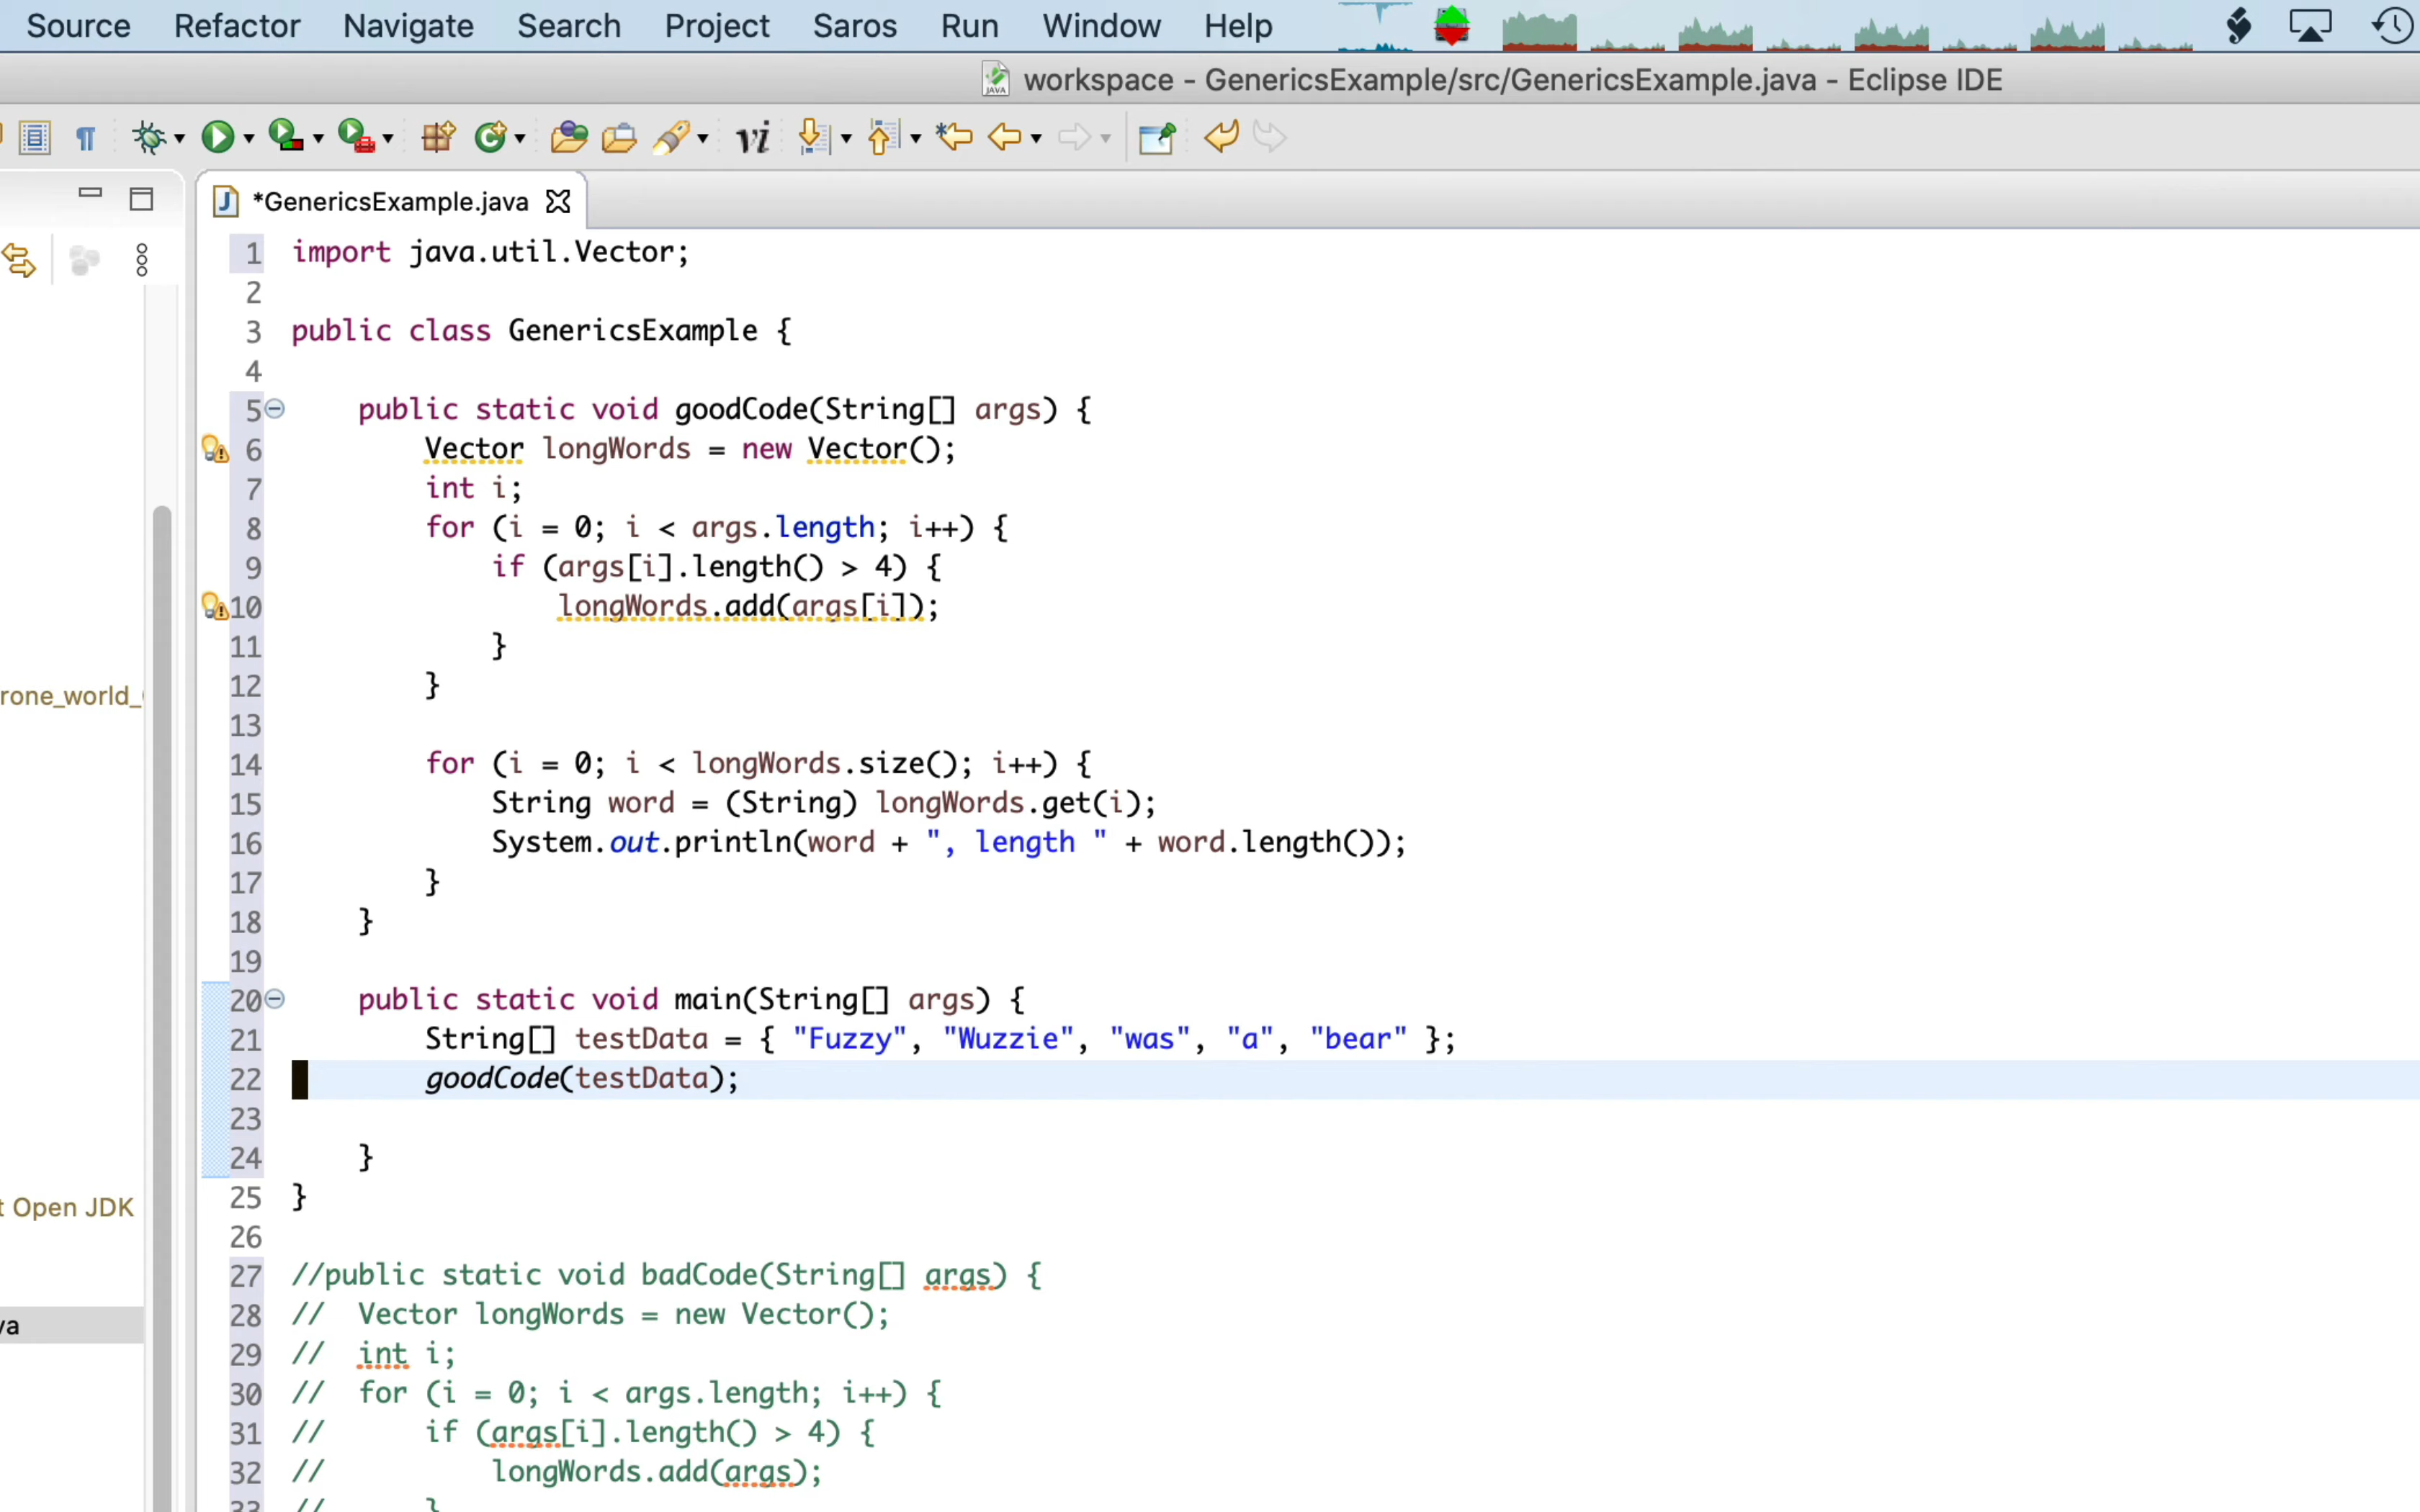 Source Refactor Navigate Search Project Saros Run Window Help
workspace - GenericsExample/src/GenericsExample.java - Eclipse IDE
*GenericsExample.java
1 import java.util.Vector;
2
3 public class GenericsExample {
4
5 public static void goodCode(String[] args) {
6 Vector longWords = new Vector();
7 int i;
8 for (i = 0; i < args.length; i++) {
9 if (args[i].length() > 4) {
10 longWords.add(args[i]);
11 }
12 }
13
14 for (i = 0; i < longWords.size(); i++) {
15 String word = (String) longWords.get(i);
16 System.out.println(word + ", length " + word.length());
17 }
18 }
19
20 public static void main(String[] args) {
21 String[] testData = { "Fuzzy", "Wuzzie", "was", "a", "bear" };
22 goodCode(testData);
23
24 }
25 }
26
27 //public static void badCode(String[] args) {
28 // Vector longWords = new Vector();
29 // int i;
30 // for (i = 0; i < args.length; i++) {
31 // if (args[i].length() > 4) {
32 // longWords.add(args);
33 // }
rone_world_
t Open JDK
va